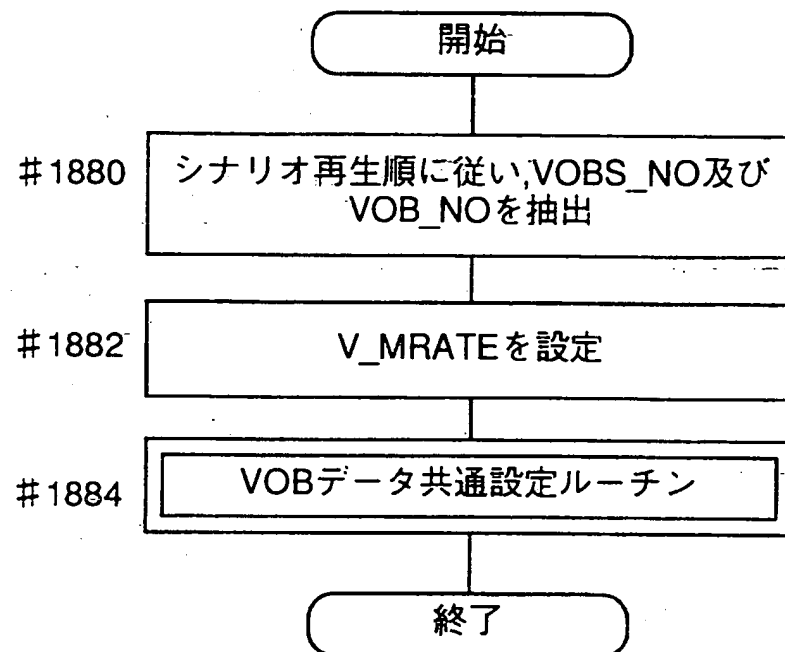 開始
#1880
シナリオ再生順に従い,VOBS_NO及び
VOB_NOを抽出
#1882
V_MRATEを設定
#1884
VOBデータ共通設定ルーチン
終了